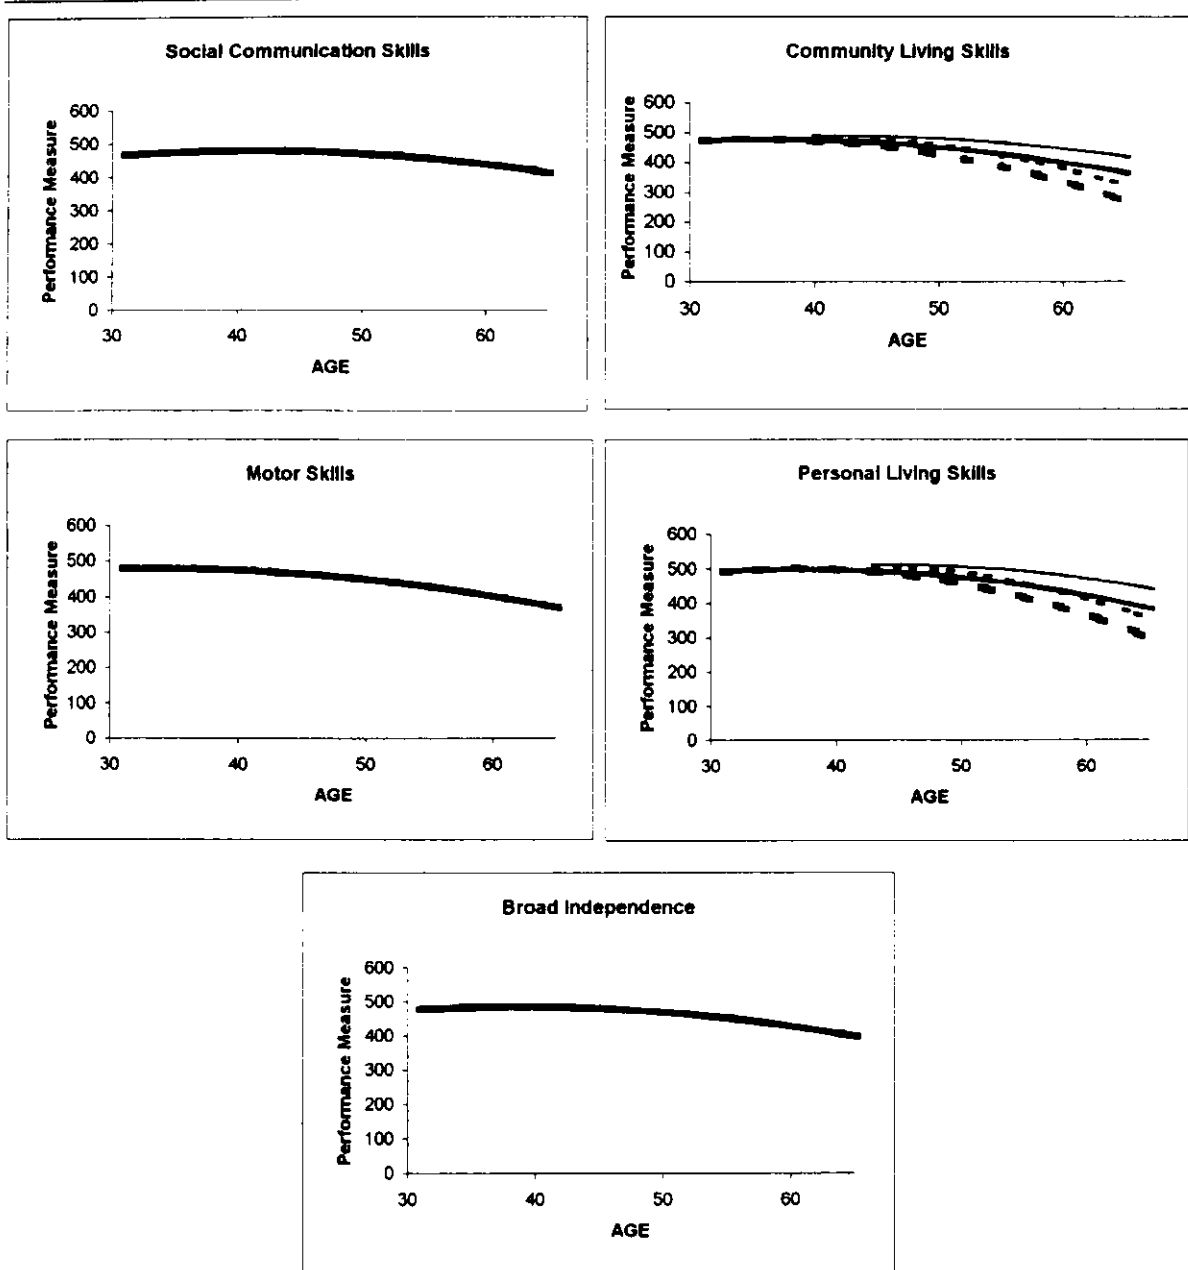 Social Communication Skills
Performance Measure
600
500
400
300
200
100
0
30 40 50 60
AGE
Community Living Skills
Performance Measure
600
500
400
300
200
100
0
30 40 50 60
AGE
Motor Skills
Performance Measure
600
500
400
300
200
100
0
30 40 50 60
AGE
Personal Living Skills
Performance Measure
600
500
400
300
200
100
0
30 40 50 60
AGE
Broad Independence
Performance Measure
600
500
400
300
200
100
0
30 40 50 60
AGE